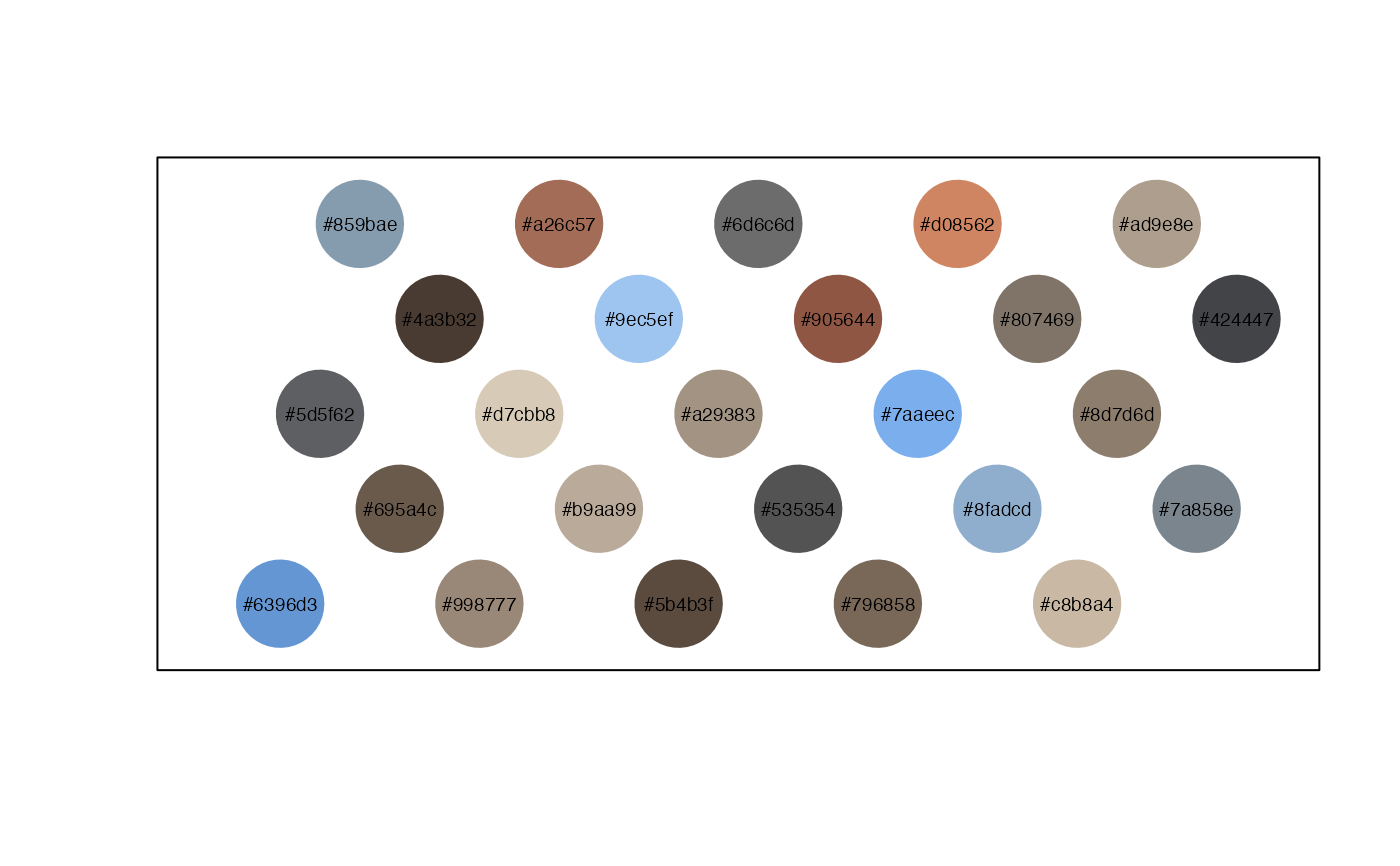 #859bae #a26c57 #6d6c6d #d08562 #ad9e8e
#4a3b32 #9ec5ef #905644 #807469 #424447
#5d5f62 #d7cbb8 #a29383 #7aaeec #8d7d6d
#695a4c #b9aa99 #535354 #8fadcd #7a858e
#6396d3 #998777 #5b4b3f #796858 #c8b8a4